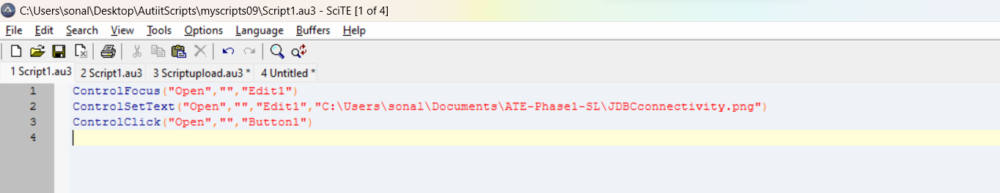 C:\Users\sonal\Desktop\AutiitScripts\myscripts09\Script1.au3 - SciTE [1 of 4]
File Edit Search View Tools Options Language Buffers Help
1 Script1.au3 2 Script1.au3 3 Scriptupload.au3 * 4 Untitled *
1 ControlFocus("Open","","Edit1")
2 ControlSetText("Open","","Edit1","C:\Users\sonal\Documents\ATE-Phase1-SL\JDBCconnectivity.png")
3 ControlClick("Open","","Button1")
4